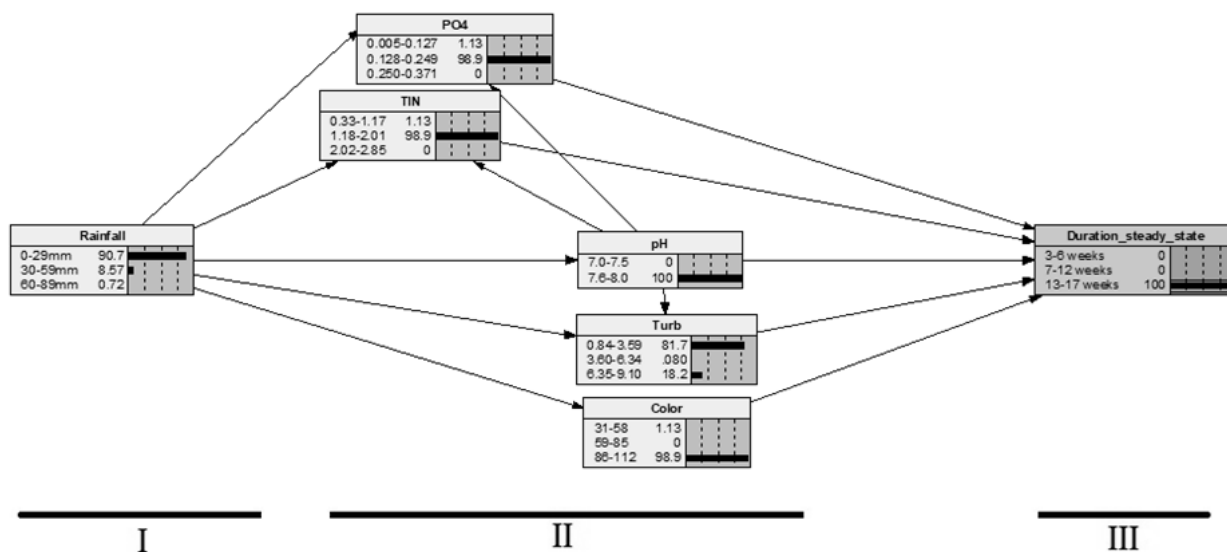 PO4
0.005-0.127 1.13
0.128-0.249 98.9
0.250-0.371 0
TIN
0.33-1.17 1.13
1.18-2.01 98.9
2.02-2.85 0
Rainfall
0-29mm 90.7
30-59mm 8.57
60-89mm 0.72
pH
7.0-7.5 0
7.6-8.0 100
Duration_steady_state
3-6 weeks 0
7-12 weeks 0
13-17 weeks 100
Turb
0.84-3.59 81.7
3.60-6.34 .080
6.35-9.10 18.2
Color
31-58 1.13
59-85 0
86-112 98.9
I
II
III